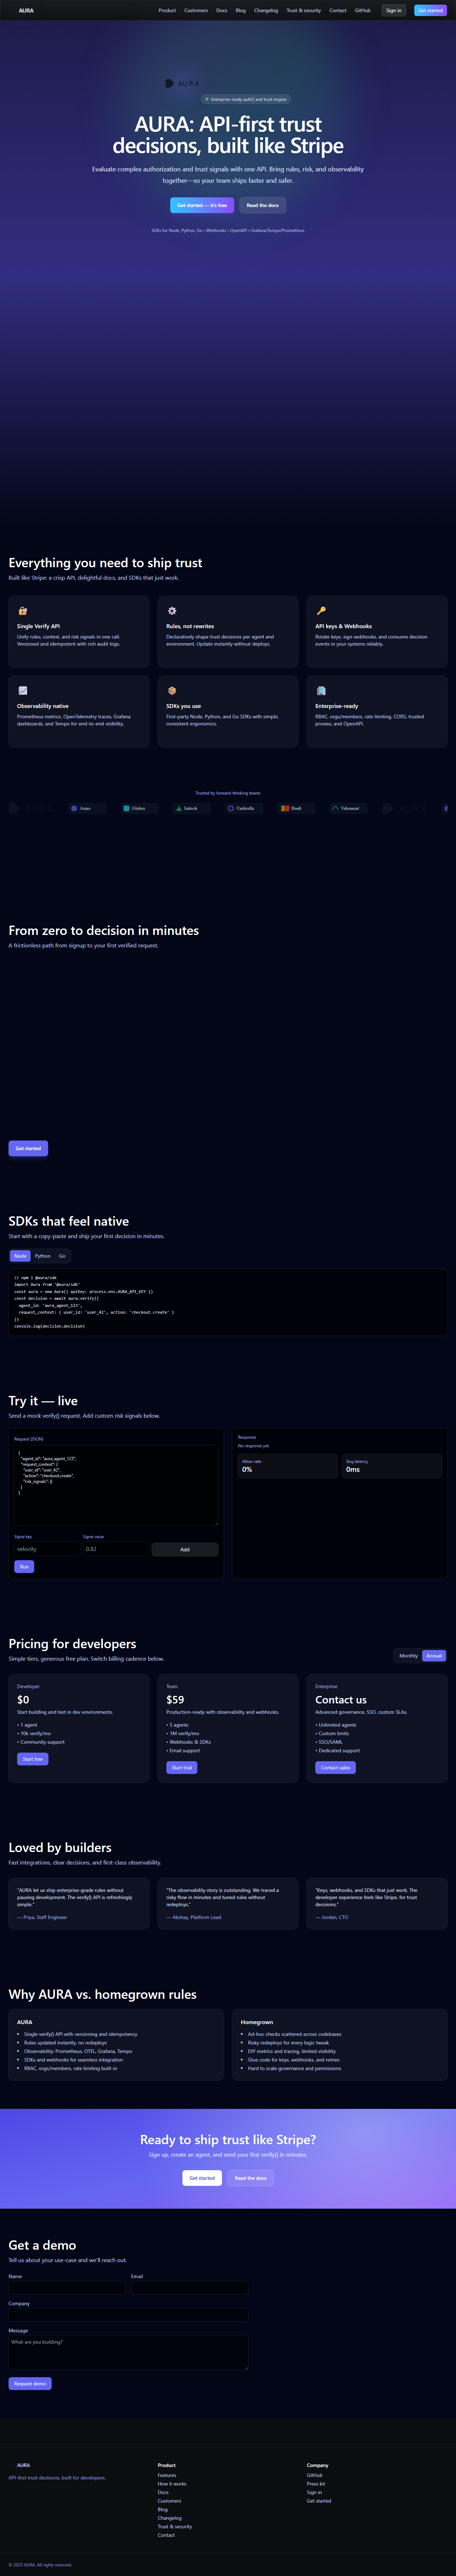 AURA
Product Customers Docs Blog Changelog Trust & security Contact GitHub Sign in Get started
AURA
Enterprise-ready authZ and trust engine
AURA: API-first trust
decisions, built like Stripe
Evaluate complex authorization and trust signals with one API. Bring rules, risk, and observability
together—so your team ships faster and safer.
Get started — it's free Read the docs
SDKs for Node, Python, Go • Webhooks • OpenAPI • Grafana/Tempo/Prometheus
Everything you need to ship trust
Built like Stripe: a crisp API, delightful docs, and SDKs that just work.
Single Verify API
Unify rules, context, and risk signals in one call.
Versioned and idempotent with rich audit logs.
Rules, not rewrites
Declaratively shape trust decisions per agent and
environment. Update instantly without deploys.
API keys & Webhooks
Rotate keys, sign webhooks, and consume decision
events in your systems reliably.
Observability native
Prometheus metrics, OpenTelemetry traces, Grafana
dashboards, and Tempo for end-to-end visibility.
SDKs you use
First-party Node, Python, and Go SDKs with simple,
consistent ergonomics.
Enterprise-ready
RBAC, orgs/members, rate limiting, CORS, trusted
proxies, and OpenAPI.
Trusted by forward-thinking teams
AURA Acme Globex Initech Umbrella Hooli Vehement AURA
From zero to decision in minutes
A frictionless path from signup to your first verified request.
Get started
SDKs that feel native
Start with a copy-paste and ship your first decision in minutes.
Node Python Go
// npm i @aura/sdk
import Aura from '@aura/sdk'
const aura = new Aura({ apiKey: process.env.AURA_API_KEY })
const decision = await aura.verify({
agent_id: 'aura_agent_123',
request_context: { user_id: 'user_42', action: 'checkout.create' }
})
console.log(decision.decision)
Try it — live
Send a mock verify() request. Add custom risk signals below.
Request (JSON)
{
"agent_id": "aura_agent_123",
"request_context": {
"user_id": "user_42",
"action": "checkout.create",
"risk_signals": {}
}
}
Signal key Signal value
velocity 0.82 Add
Run
Response
No response yet
Allow rate
0%
Avg latency
0ms
Pricing for developers
Simple tiers, generous free plan. Switch billing cadence below.
Monthly Annual
Developer
$0
Start building and test in dev environments.
• 1 agent
• 10k verify/mo
• Community support
Start free
Team
$59
Production-ready with observability and webhooks.
• 5 agents
• 1M verify/mo
• Webhooks & SDKs
• Email support
Start trial
Enterprise
Contact us
Advanced governance, SSO, custom SLAs.
• Unlimited agents
• Custom limits
• SSO/SAML
• Dedicated support
Contact sales
Loved by builders
Fast integrations, clear decisions, and first-class observability.
"AURA let us ship enterprise-grade rules without
pausing development. The verify() API is refreshingly
simple."
— Priya, Staff Engineer
"The observability story is outstanding. We traced a
risky flow in minutes and tuned rules without
redeploys."
— Akshay, Platform Lead
"Keys, webhooks, and SDKs that just work. The
developer experience feels like Stripe, for trust
decisions."
— Jordan, CTO
Why AURA vs. homegrown rules
AURA
• Single verify() API with versioning and idempotency
• Rules updated instantly, no redeploys
• Observability: Prometheus, OTEL, Grafana, Tempo
• SDKs and webhooks for seamless integration
• RBAC, orgs/members, rate limiting built-in
Homegrown
• Ad-hoc checks scattered across codebases
• Risky redeploys for every logic tweak
• DIY metrics and tracing, limited visibility
• Glue code for keys, webhooks, and retries
• Hard to scale governance and permissions
Ready to ship trust like Stripe?
Sign up, create an agent, and send your first verify() in minutes.
Get started Read the docs
Get a demo
Tell us about your use-case and we'll reach out.
Name Email
Company
Message
What are you building?
Request demo
AURA
API-first trust decisions, built for developers.
Product
Features
How it works
Docs
Customers
Blog
Changelog
Trust & security
Contact
Company
GitHub
Press kit
Sign in
Get started
© 2025 AURA. All rights reserved.